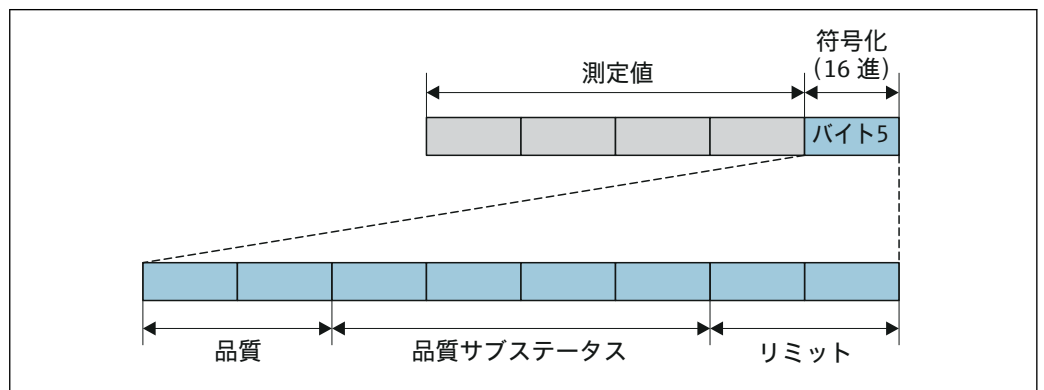 符号化
(16 進)
測定値
バイト5
品質
品質サブステータス
リミット